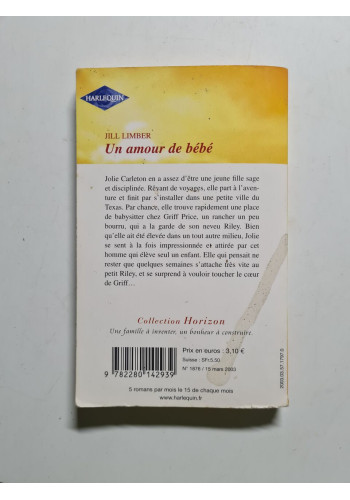 HARLEQUIN
JILL LIMBER
Un amour de bébé
Jolie Carleton en a assez d'être une jeune fille sage
et disciplinée. Rêvant de voyages, elle part à l'aven-
ture et finit par s'installer dans une petite ville du
Texas. Par chance, elle trouve rapidement une place
de babysitter chez Griff Price, un rancher un peu
bourru, qui a la garde de son neveu Riley. Bien
qu'elle ait été élevée dans un tout autre milieu, Jolie
se sent à la fois impressionnée et attirée par cet
homme qui élève seul un enfant. Elle qui pensait ne
rester que quelques semaines s'attache très vite au
petit Riley, et se surprend à vouloir toucher le cœur
de Griff…
Collection Horizon
Une famille à inventer, un bonheur à construire.
Prix en euros : 3,10 €
Suisse : SFr5.50
N° 1978 / 15 mars 2003
9 782280 142939
5 romans par mois le 15 de chaque mois
www.harlequin.fr